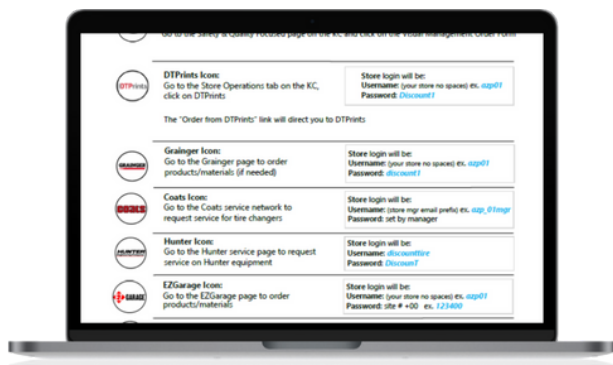 Go to the Safety & Quality Focused page on the KC and click on the Visual Management Order Form
DTPrints
DTPrints Icon:
Go to the Store Operations tab on the KC,
click on DTPrints
Store login will be:
Username: (your store no spaces) ex. azp01
Password: Discount1
The "Order from DTPrints" link will direct you to DTPrints
GRAINGER
Grainger Icon:
Go to the Grainger page to order
products/materials (if needed)
Store login will be:
Username: (your store no spaces) ex. azp01
Password: discount1
COATS
Coats Icon:
Go to the Coats service network to
request service for tire changers
Store login will be:
Username: (store mgr email prefix) ex. azp_01mgr
Password: set by manager
HUNTER
Hunter Icon:
Go to the Hunter service page to request
service on Hunter equipment
Store login will be:
Username: discounttire
Password: DiscounT
GARAGE
EZGarage Icon:
Go to the EZGarage page to order
products/materials
Store login will be:
Username: (your store no spaces) ex. azp01
Password: site # +00 ex. 123400